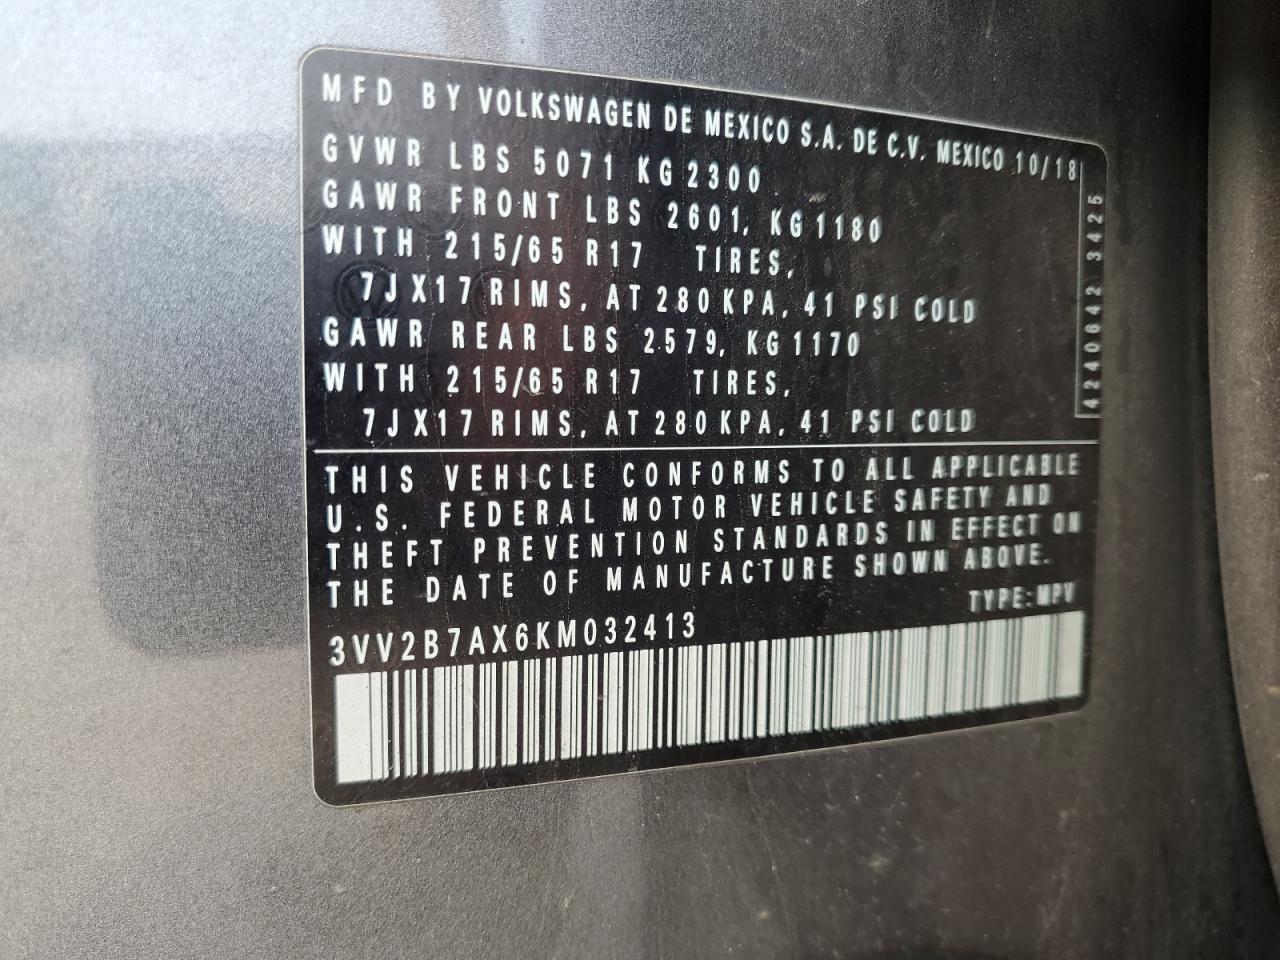 MFD BY VOLKSWAGEN DE MEXICO S.A. DE C.V. MEXICO 10/18
GVWR LBS 5071 KG 2300
GAWR FRONT LBS 2601, KG 1180
WITH 215/65 R17 TIRES,
7JX17 RIMS, AT 280 KPA, 41 PSI COLD
GAWR REAR LBS 2579, KG 1170
WITH 215/65 R17 TIRES,
7JX17 RIMS, AT 280 KPA, 41 PSI COLD
4240642 3425
THIS VEHICLE CONFORMS TO ALL APPLICABLE
U.S. FEDERAL MOTOR VEHICLE SAFETY AND
THEFT PREVENTION STANDARDS IN EFFECT ON
THE DATE OF MANUFACTURE SHOWN ABOVE.
TYPE:MPV
3VV2B7AX6KM032413